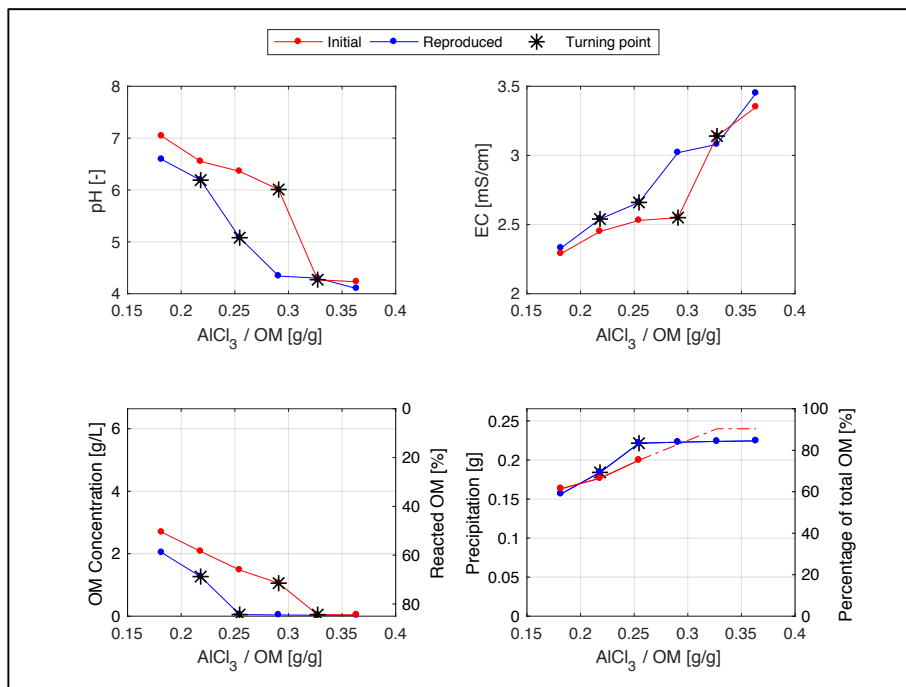 Initial Reproduced Turning point
pH [-]
8
7
6
5
4
0.15 0.2 0.25 0.3 0.35 0.4
AlCl3 / OM [g/g]
EC [mS/cm]
3.5
3
2.5
2
0.15 0.2 0.25 0.3 0.35 0.4
AlCl3 / OM [g/g]
OM Concentration [g/L]
6
4
2
0
0
20
40
60
80
Reacted OM [%]
0.15 0.2 0.25 0.3 0.35 0.4
AlCl3 / OM [g/g]
Precipitation [g]
0.25
0.2
0.15
0.1
0.05
0
100
80
60
40
20
0
Percentage of total OM [%]
0.15 0.2 0.25 0.3 0.35 0.4
AlCl3 / OM [g/g]